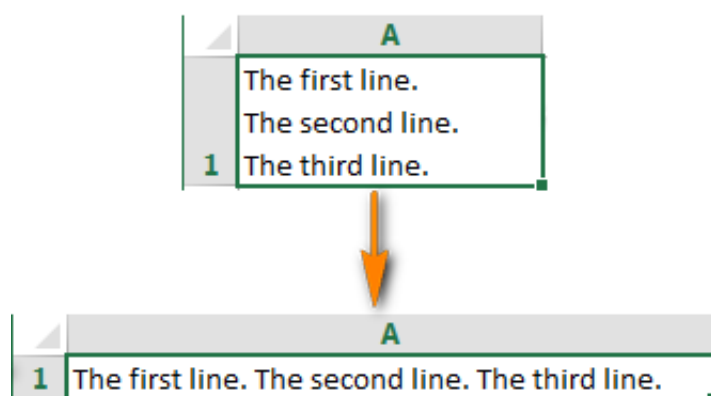 A
The first line.
The second line.
1 The third line.
A
1 The first line. The second line. The third line.